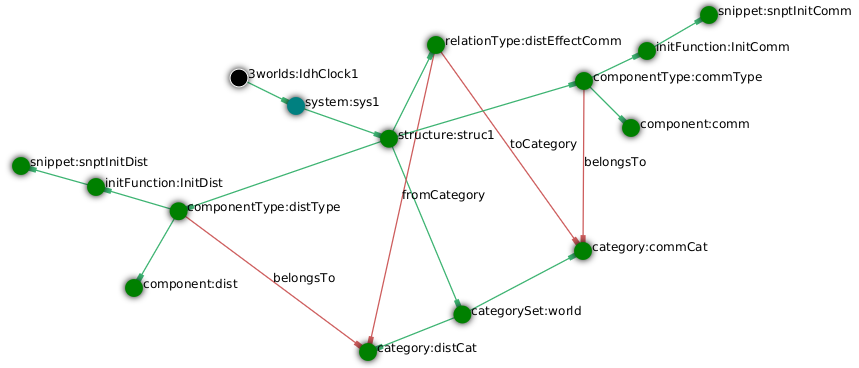 snippet:snptInitComm
relationType:distEffectComm
initFunction:InitComm
3worlds:IdhClock1
componentType:commType
system:sys1
component:comm
structure:struc1
toCategory
belongsTo
snippet:snptInitDist
initFunction:InitDist
fromCategory
componentType:distType
category:commCat
belongsTo
component:dist
categorySet:world
category:distCat